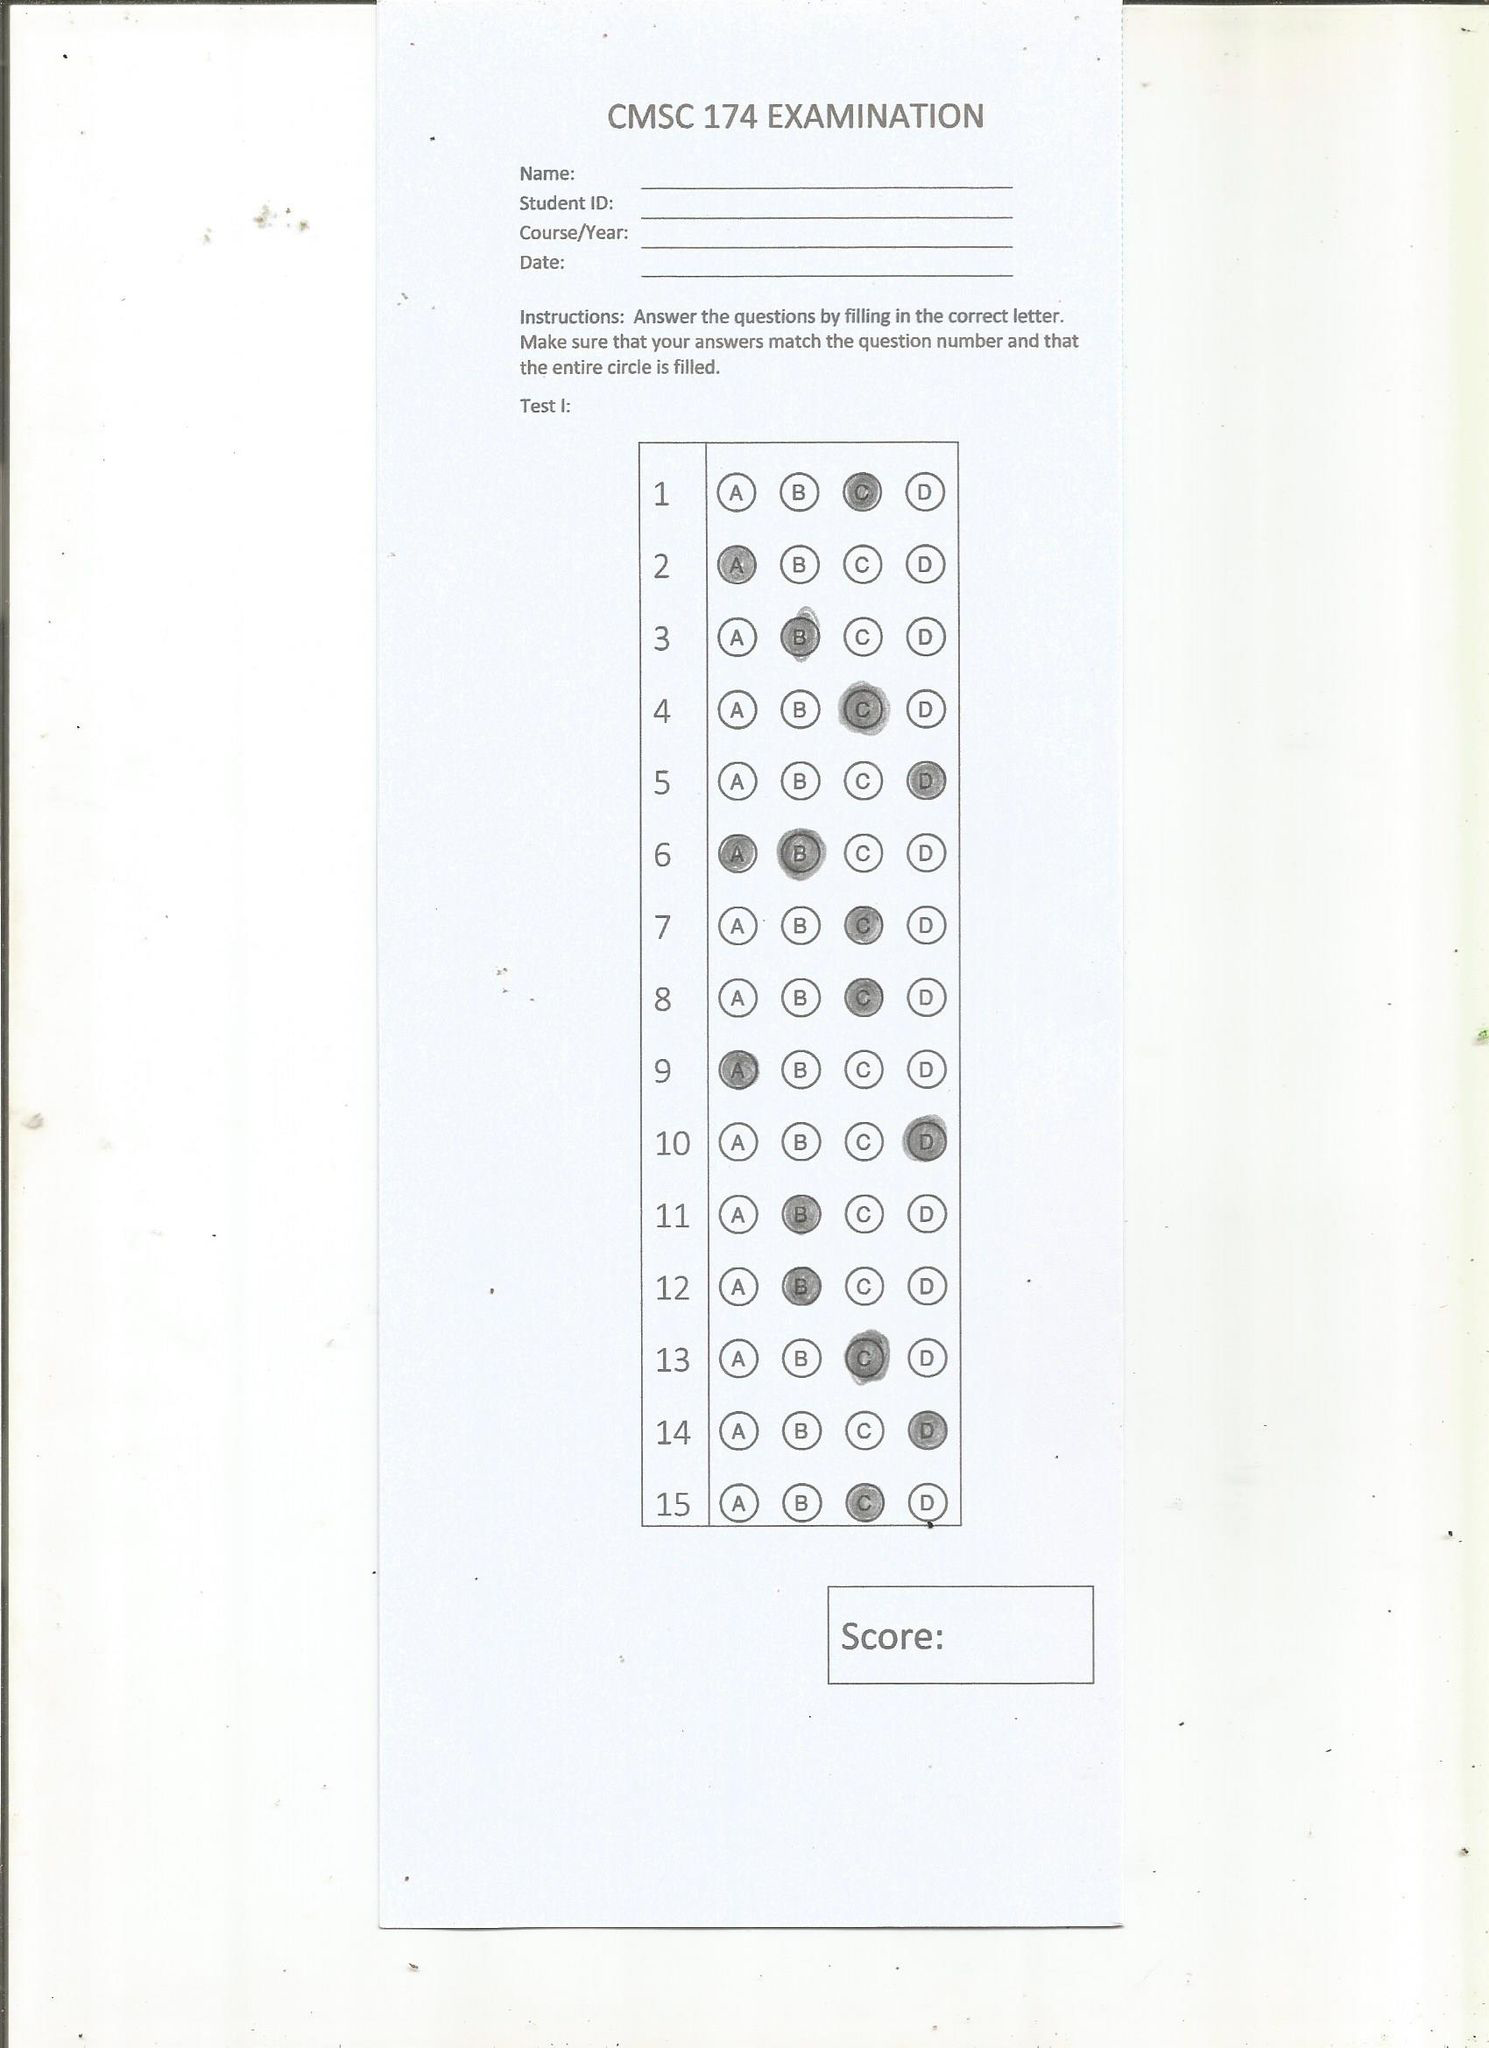 CMSC 174 EXAMINATION
Name:
Student ID:
Course/Year:
Date:
Instructions: Answer the questions by filling in the correct letter.
Make sure that your answers match the question number and that
the entire circle is filled.
Test I:
1 A B C D
2 A B C D
3 A B C D
4 A B C D
5 A B C D
6 A B C D
7 A B C D
8 A B C D
9 A B C D
10 A B C D
11 A B C D
12 A B C D
13 A B C D
14 A B C D
15 A B C D
Score: